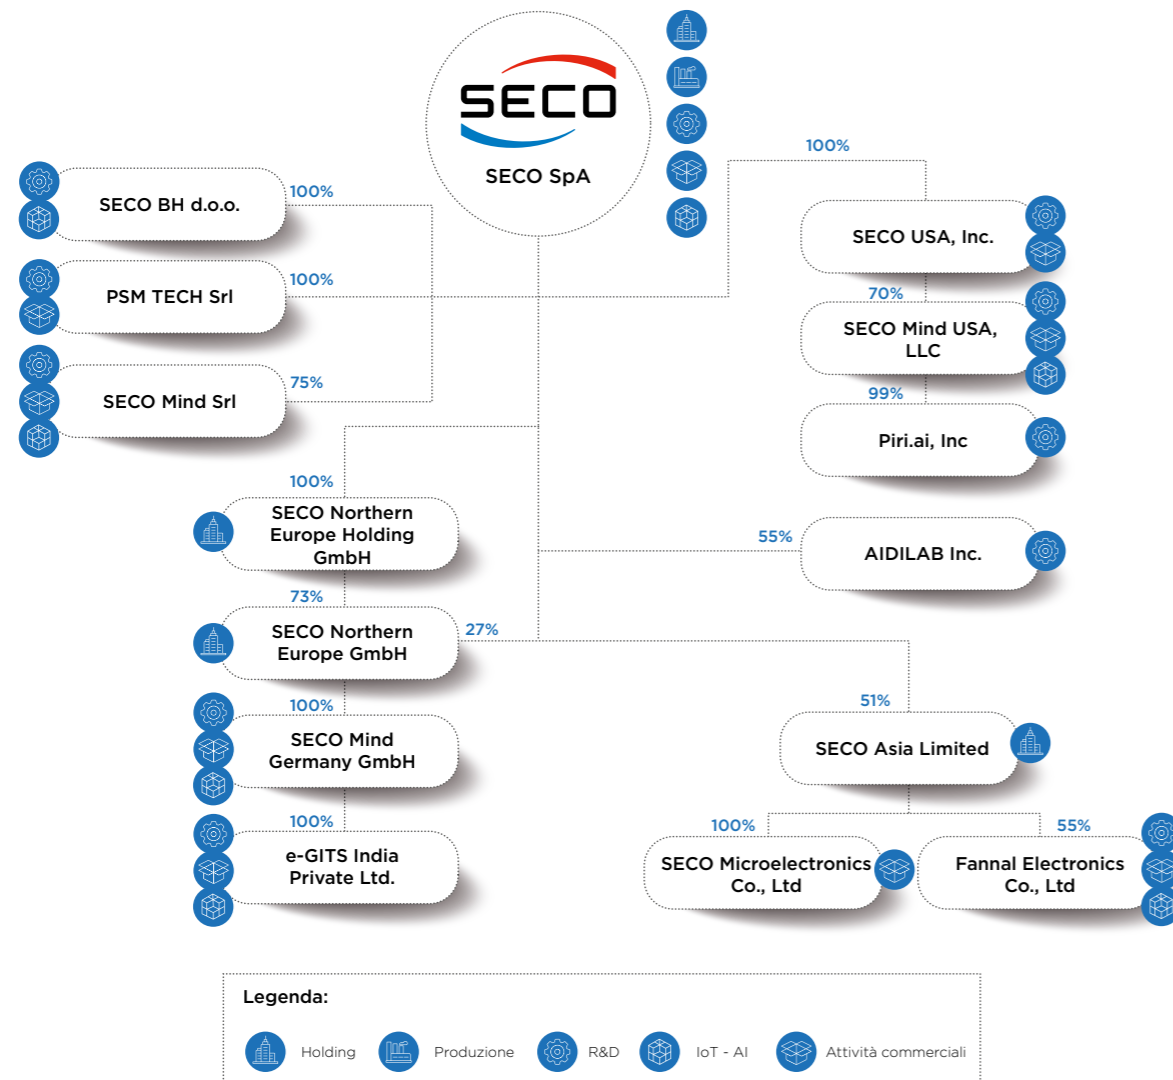 SECO
SECO SpA
100%
SECO BH d.o.o.
100%
PSM TECH Srl
75%
SECO Mind Srl
100%
SECO USA, Inc.
70%
SECO Mind USA,
LLC
99%
Piri.ai, Inc
55%
AIDILAB Inc.
100%
SECO Northern
Europe Holding
GmbH
73%
SECO Northern
Europe GmbH
27%
100%
SECO Mind
Germany GmbH
100%
e-GITS India
Private Ltd.
51%
SECO Asia Limited
100%
SECO Microelectronics
Co., Ltd
55%
Fannal Electronics
Co., Ltd
Legenda:
Holding
Produzione
R&D
IoT - AI
Attività commerciali